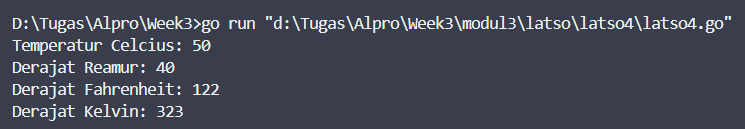 D:\Tugas\Alpro\Week3>go run "d:\Tugas\Alpro\Week3\modul3\latso\latso4\latso4.go"
Temperatur Celcius: 50
Derajat Reamur: 40
Derajat Fahrenheit: 122
Derajat Kelvin: 323